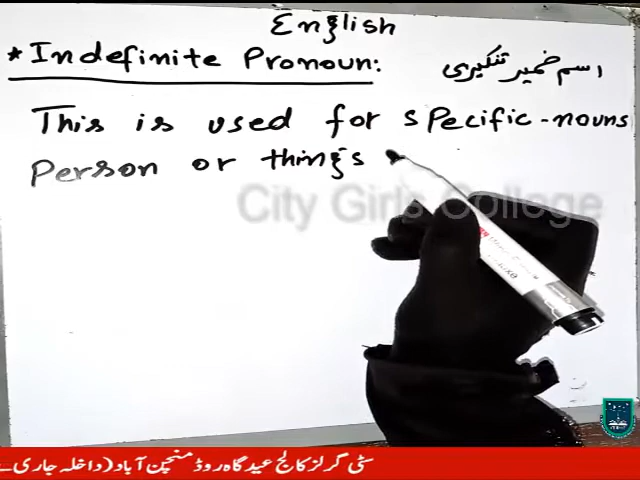 English
* Indefinite Pronoun:
اسم ضمیر تنکیری
This is used for specific-nouns
Person or things
City Girls College
سٹی گرلز کالج عیدگاہ روڈ منچن آباد (داخلہ جاری ہے